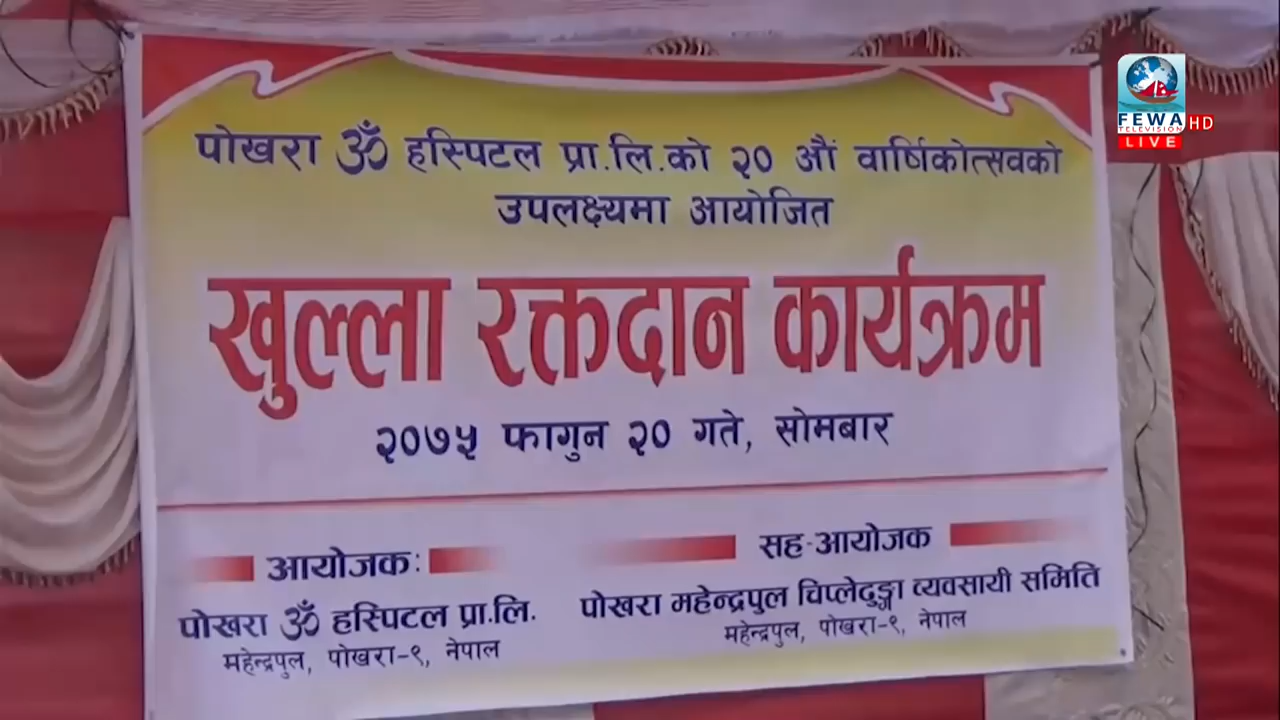 पोखरा ॐ हस्पिटल प्रा.लि.को २० औं वार्षिकोत्सवको
उपलक्ष्यमा आयोजित
खुल्ला रक्तदान कार्यक्रम
२०७५ फागुन २० गते, सोमबार
आयोजकः
पोखरा ॐ हस्पिटल प्रा.लि.
महेन्द्रपुल, पोखरा-९, नेपाल
सह-आयोजक
पोखरा महेन्द्रपुल चिप्लेढुङ्गा व्यवसायी समिति
महेन्द्रपुल, पोखरा-९, नेपाल
FEWA HD
TELEVISION
LIVE